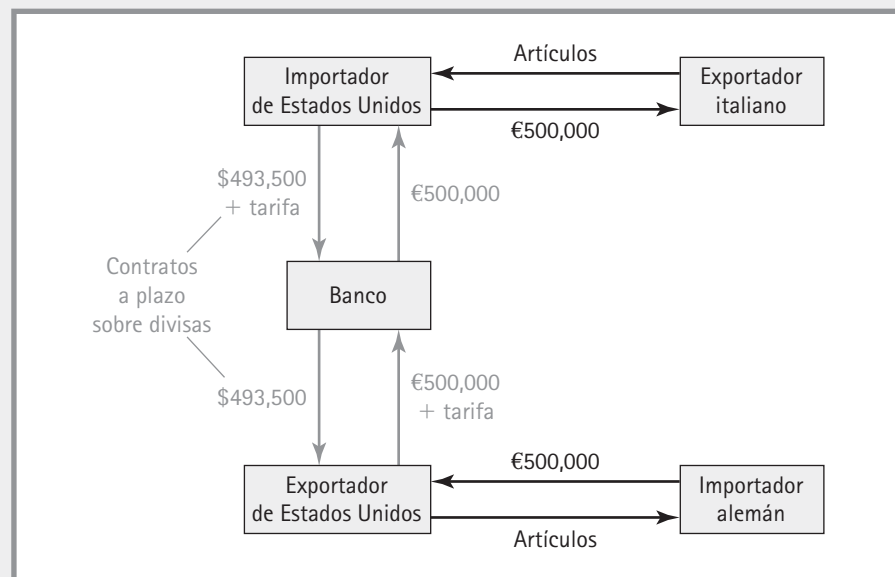 Artículos
Importador
de Estados Unidos
Exportador
italiano
€500,000
$493,500
+ tarifa
€500,000
Contratos
a plazo
sobre divisas
Banco
$493,500
€500,000
+ tarifa
€500,000
Exportador
de Estados Unidos
Importador
alemán
Artículos